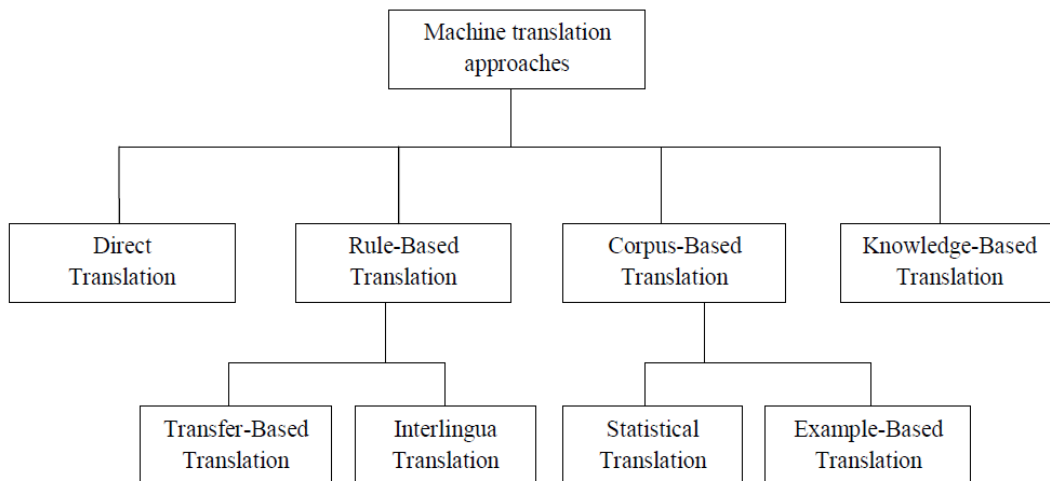 Machine translation
approaches
Direct
Translation
Rule-Based
Translation
Corpus-Based
Translation
Knowledge-Based
Translation
Transfer-Based
Translation
Interlingua
Translation
Statistical
Translation
Example-Based
Translation